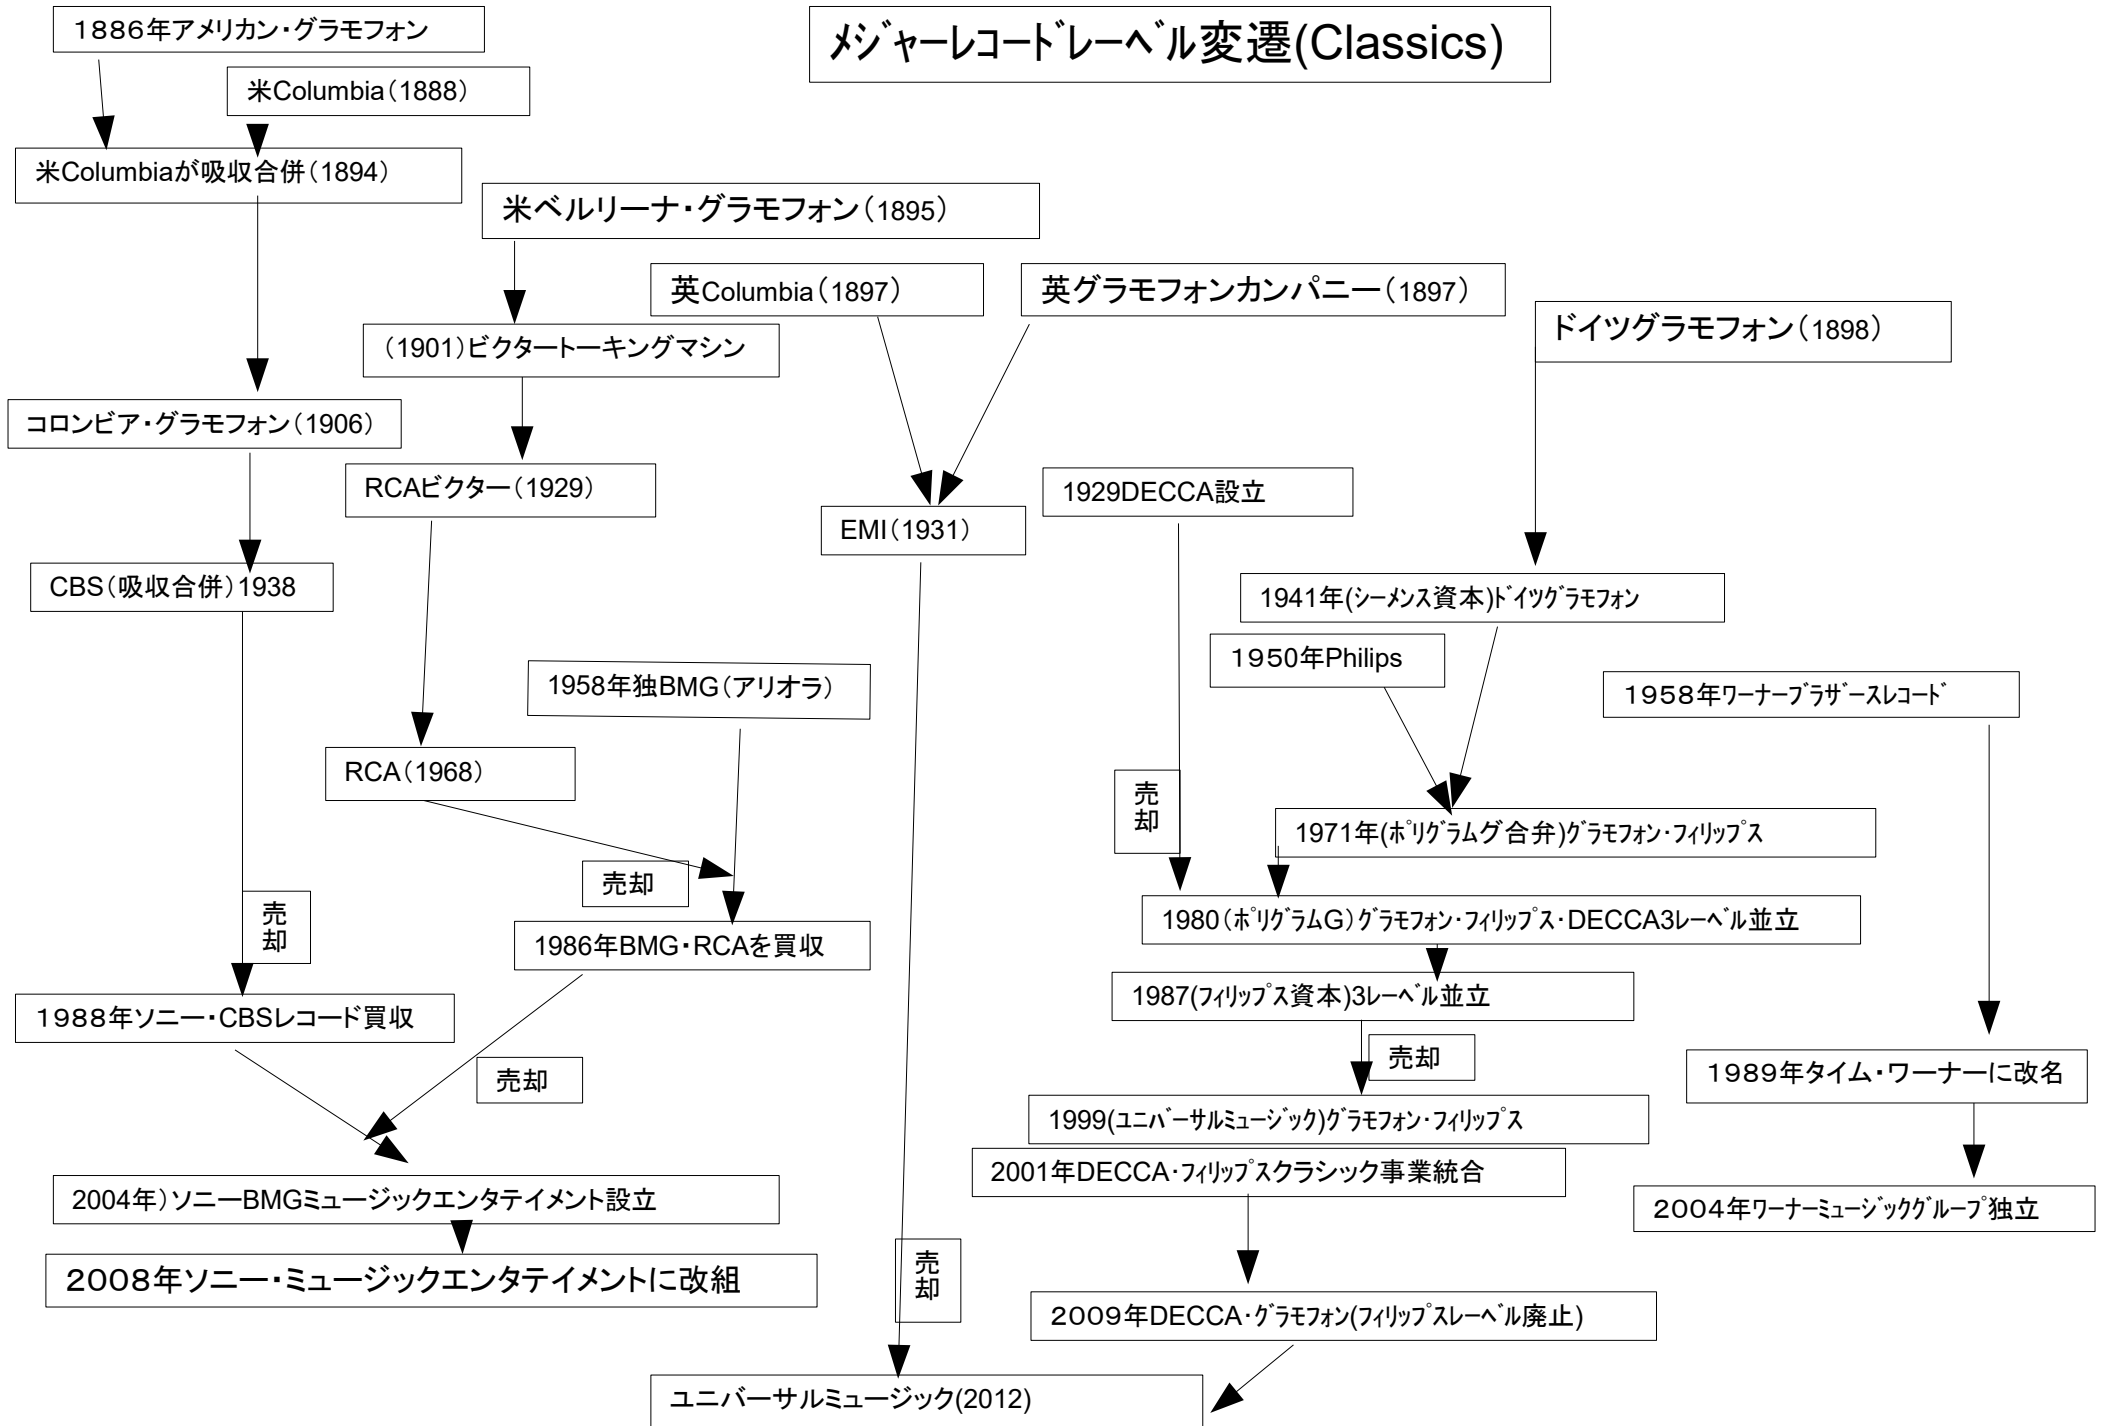 メジャーレコードレーベル変遷(Classics)
1886年アメリカン・グラモフォン
米Columbia（1888）
米Columbiaが吸収合併（1894）
米ベルリーナ・グラモフォン（1895）
英Columbia（1897）
英グラモフォンカンパニー（1897）
ドイツグラモフォン（1898）
（1901）ビクタートーキングマシン
コロンビア・グラモフォン（1906）
RCAビクター（1929）
1929DECCA設立
EMI（1931）
CBS（吸収合併）1938
1941年(ｼｰﾒﾝｽ資本)ﾄﾞｲﾂｸﾞﾗﾓﾌｫﾝ
1950年Philips
1958年独BMG（アリオラ）
1958年ﾜｰﾅｰﾌﾞﾗｻﾞｰｽﾚｺｰﾄﾞ
RCA（1968）
売却
1971年(ﾎﾟﾘｸﾞﾗﾑグ合弁)ｸﾞﾗﾓﾌｫﾝ･ﾌｨﾘｯﾌﾟｽ
売却
売却
1980（ﾎﾟﾘｸﾞﾗﾑG）ｸﾞﾗﾓﾌｫﾝ･ﾌｨﾘｯﾌﾟｽ･DECCA3ﾚｰﾍﾞﾙ並立
1986年BMG・RCAを買収
1987(ﾌｨﾘｯﾌﾟｽ資本)3ﾚｰﾍﾞﾙ並立
1988年ソニー・CBSレコード買収
売却
売却
1989年タイム・ワーナーに改名
1999(ﾕﾆﾊﾞｰｻﾙﾐｭｰｼﾞｯｸ)ｸﾞﾗﾓﾌｫﾝ･ﾌｨﾘｯﾌﾟｽ
2001年DECCA･ﾌｨﾘｯﾌﾟｽクラシック事業統合
2004年）ソニーBMGミュージックエンタテイメント設立
2004年ﾜｰﾅｰﾐｭｰｼﾞｯｸｸﾞﾙｰﾌﾟ独立
2008年ソニー・ミュージックエンタテイメントに改組
売却
2009年DECCA･ｸﾞﾗﾓﾌｫﾝ(ﾌｨﾘｯﾌﾟｽﾚｰﾍﾞﾙ廃止)
ユニバーサルミュージック(2012)